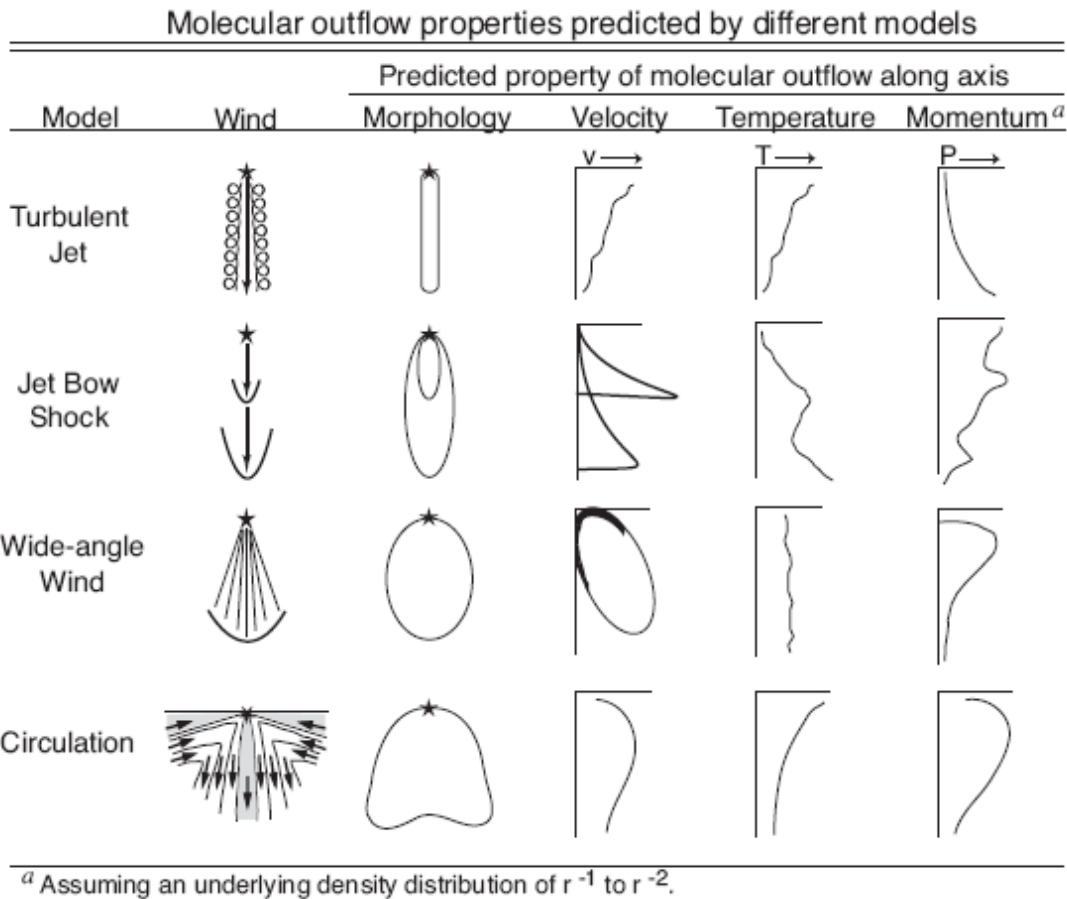 Molecular outflow properties predicted by different models
Predicted property of molecular outflow along axis
Model Wind Morphology Velocity Temperature Momentum a
v T P
Turbulent
Jet
Jet Bow
Shock
Wide-angle
Wind
Circulation
a Assuming an underlying density distribution of r -1 to r -2.